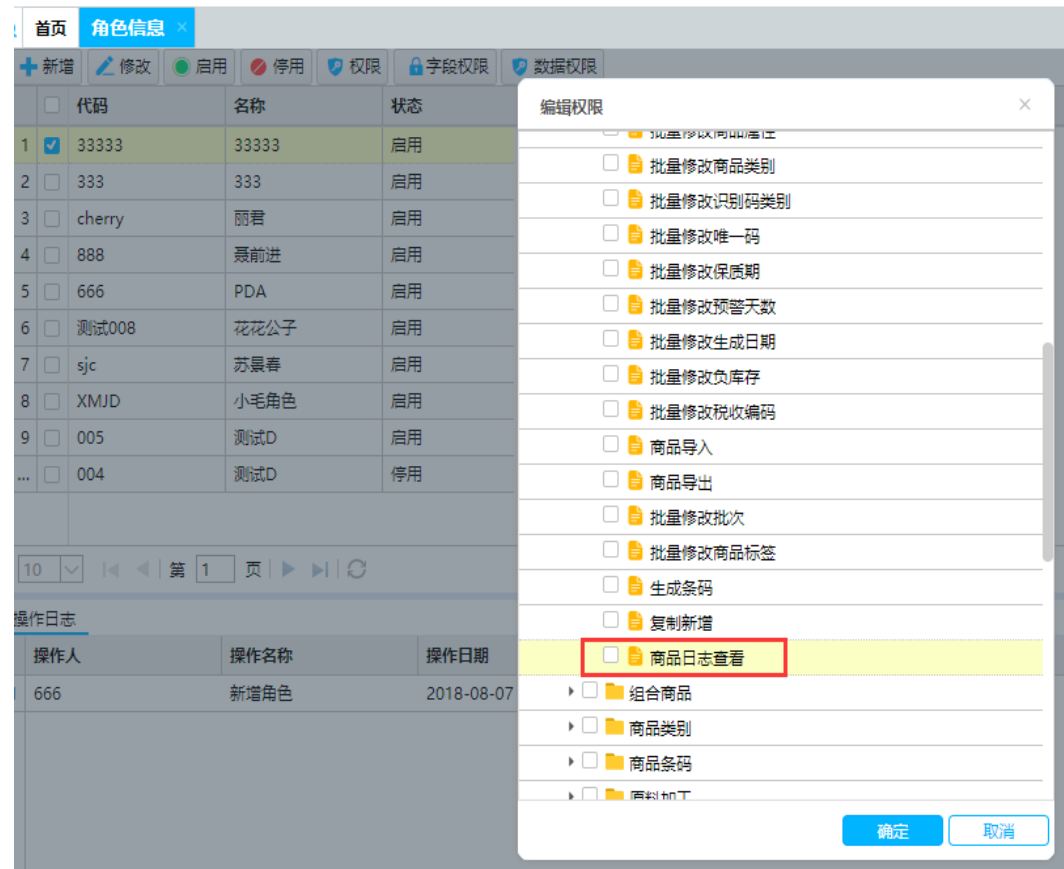 首页 角色信息 ×
新增 修改 启用 停用 权限 字段权限 数据权限
代码 名称 状态
1 33333 33333 启用
2 333 333 启用
3 cherry 丽君 启用
4 888 聂前进 启用
5 666 PDA 启用
6 测试008 花花公子 启用
7 sjc 苏景春 启用
8 XMJD 小毛角色 启用
9 005 测试D 启用
... 004 测试D 停用
10 第 1 页
操作日志
操作人 操作名称 操作日期
666 新增角色 2018-08-07
编辑权限 ×
批量修改商品属性
批量修改商品类别
批量修改识别码类别
批量修改唯一码
批量修改保质期
批量修改预警天数
批量修改生成日期
批量修改负库存
批量修改税收编码
商品导入
商品导出
批量修改批次
批量修改商品标签
生成条码
复制新增
商品日志查看
组合商品
商品类别
商品条码
原料加工
确定 取消